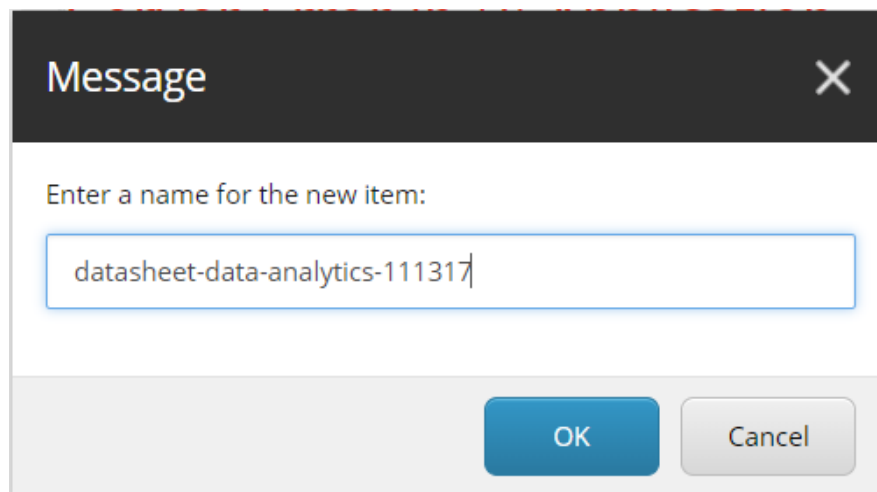 Message
Enter a name for the new item:
datasheet-data-analytics-111317
OK
Cancel